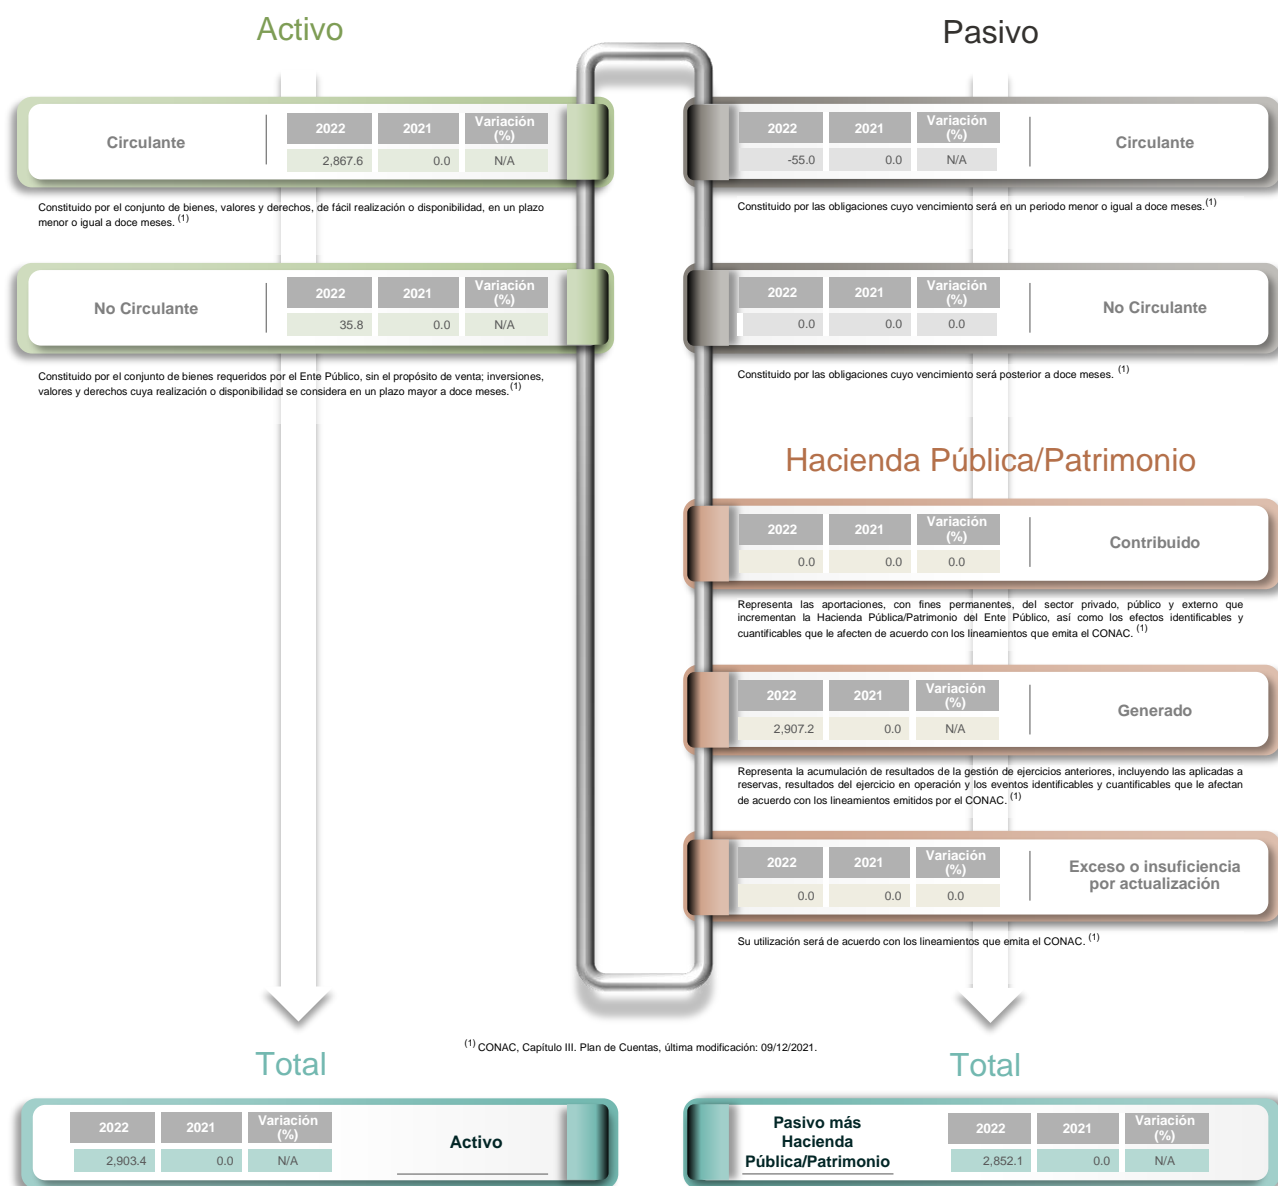 Activo
Circulante
2022 2021 Variación (%)
2,867.6 0.0 N/A
Constituido por el conjunto de bienes, valores y derechos, de fácil realización o disponibilidad, en un plazo
menor o igual a doce meses. (1)
No Circulante
2022 2021 Variación (%)
35.8 0.0 N/A
Constituido por el conjunto de bienes requeridos por el Ente Público, sin el propósito de venta; inversiones,
valores y derechos cuya realización o disponibilidad se considera en un plazo mayor a doce meses. (1)
Pasivo
2022 2021 Variación (%)
-55.0 0.0 N/A
Circulante
Constituido por las obligaciones cuyo vencimiento será en un periodo menor o igual a doce meses. (1)
2022 2021 Variación (%)
0.0 0.0 0.0
No Circulante
Constituido por las obligaciones cuyo vencimiento será posterior a doce meses. (1)
Hacienda Pública/Patrimonio
2022 2021 Variación (%)
0.0 0.0 0.0
Contribuido
Representa las aportaciones, con fines permanentes, del sector privado, público y externo que
incrementan la Hacienda Pública/Patrimonio del Ente Público, así como los efectos identificables y
cuantificables que le afecten de acuerdo con los lineamientos que emita el CONAC. (1)
2022 2021 Variación (%)
2,907.2 0.0 N/A
Generado
Representa la acumulación de resultados de la gestión de ejercicios anteriores, incluyendo las aplicadas a
reservas, resultados del ejercicio en operación y los eventos identificables y cuantificables que le afectan
de acuerdo con los lineamientos emitidos por el CONAC. (1)
2022 2021 Variación (%)
0.0 0.0 0.0
Exceso o insuficiencia
por actualización
Su utilización será de acuerdo con los lineamientos que emita el CONAC. (1)
(1) CONAC, Capítulo III. Plan de Cuentas, última modificación: 09/12/2021.
Total
2022 2021 Variación (%)
2,903.4 0.0 N/A
Activo
Total
Pasivo más
Hacienda
Pública/Patrimonio
2022 2021 Variación (%)
2,852.1 0.0 N/A